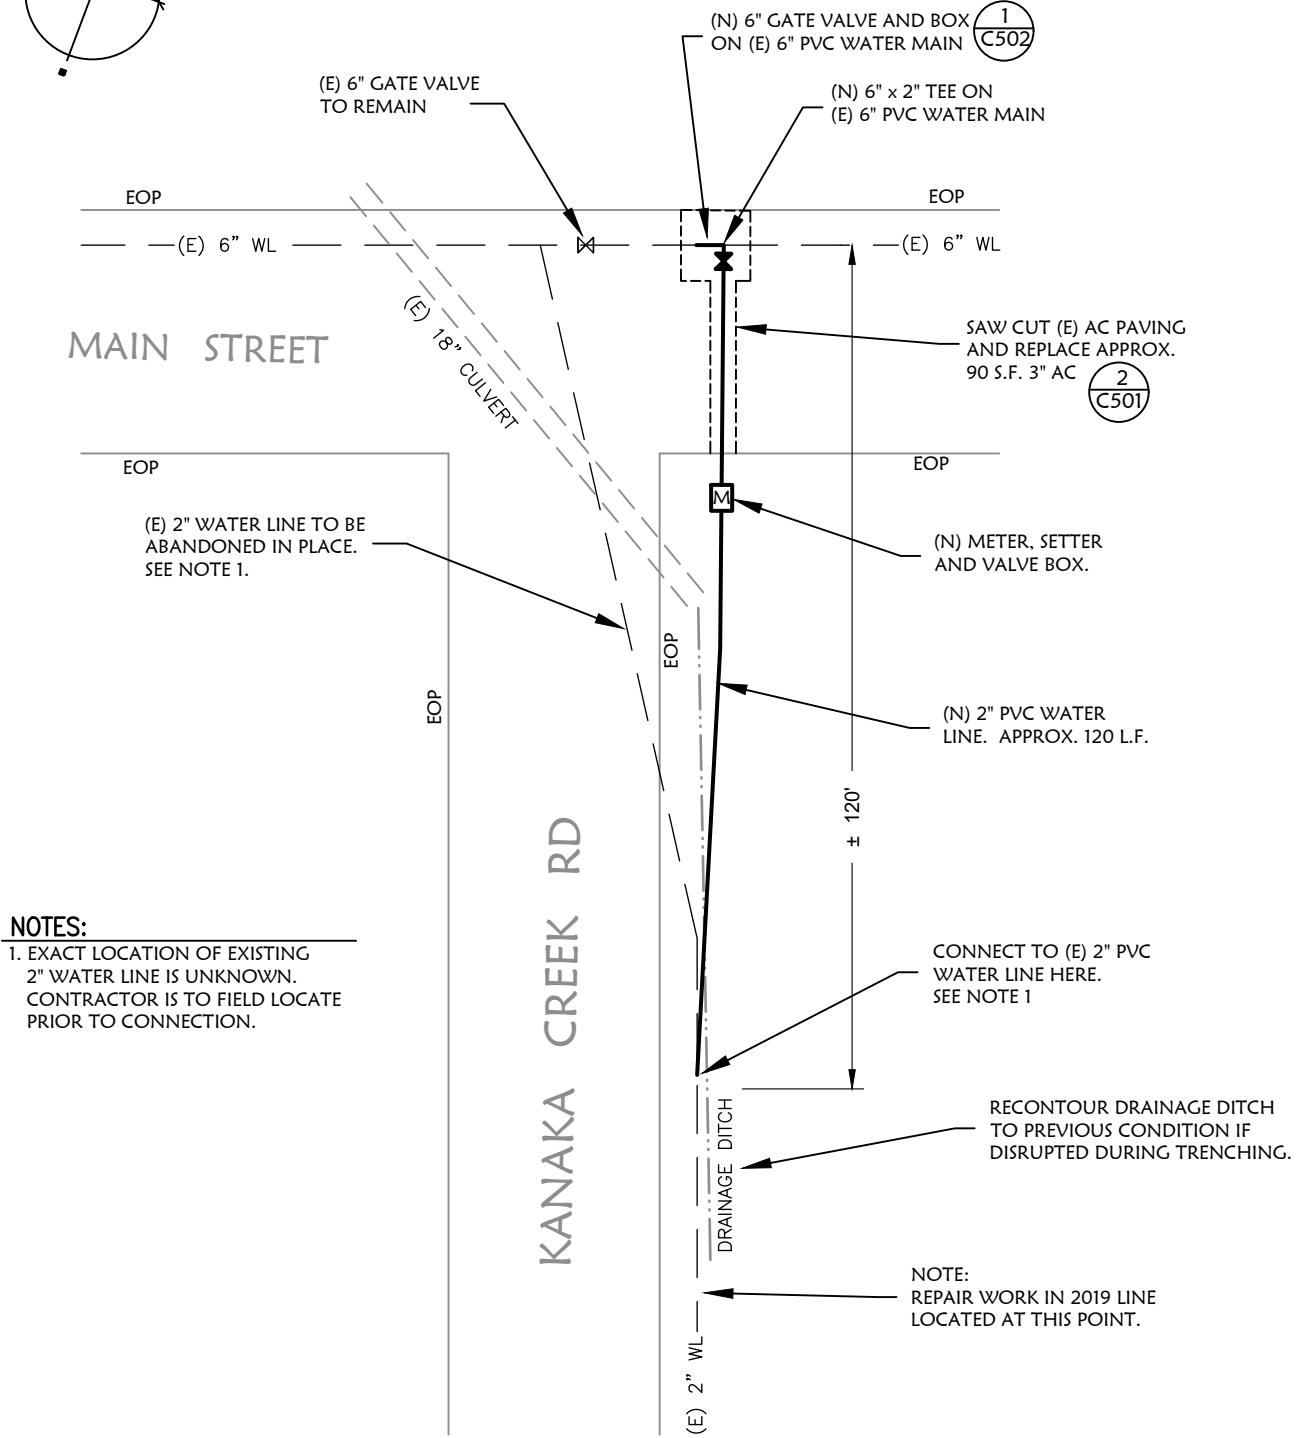 (N) 6" GATE VALVE AND BOX
ON (E) 6" PVC WATER MAIN
1
C502
(E) 6" GATE VALVE
TO REMAIN
(N) 6" x 2" TEE ON
(E) 6" PVC WATER MAIN
EOP
EOP
(E) 6” WL
(E) 6” WL
MAIN STREET
(E) 18” CULVERT
SAW CUT (E) AC PAVING
AND REPLACE APPROX.
90 S.F. 3" AC
2
C501
EOP
EOP
M
(E) 2" WATER LINE TO BE
ABANDONED IN PLACE.
SEE NOTE 1.
(N) METER, SETTER
AND VALVE BOX.
EOP
EOP
(N) 2" PVC WATER
LINE. APPROX. 120 L.F.
± 120'
KANAKA CREEK RD
NOTES:
1. EXACT LOCATION OF EXISTING
2" WATER LINE IS UNKNOWN.
CONTRACTOR IS TO FIELD LOCATE
PRIOR TO CONNECTION.
CONNECT TO (E) 2" PVC
WATER LINE HERE.
SEE NOTE 1
DRAINAGE DITCH
RECONTOUR DRAINAGE DITCH
TO PREVIOUS CONDITION IF
DISRUPTED DURING TRENCHING.
NOTE:
REPAIR WORK IN 2019 LINE
LOCATED AT THIS POINT.
(E) 2” WL